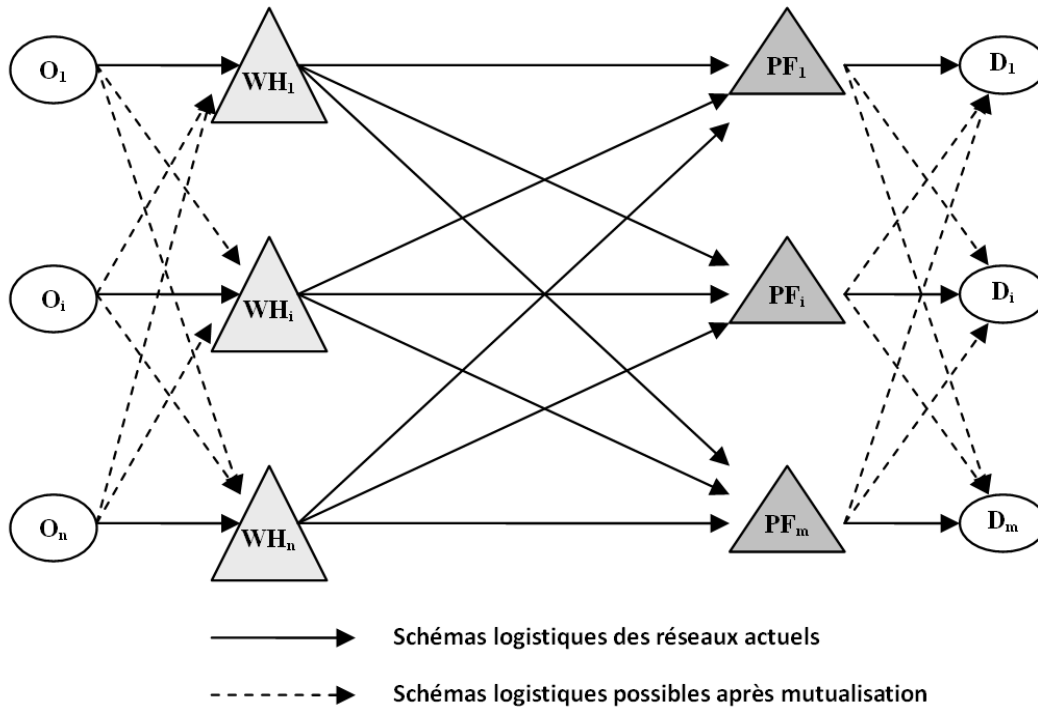 O1 WH1 PF1 D1
Oi WHi PFi Di
On WHn PFm Dm
Schémas logistiques des réseaux actuels
Schémas logistiques possibles après mutualisation